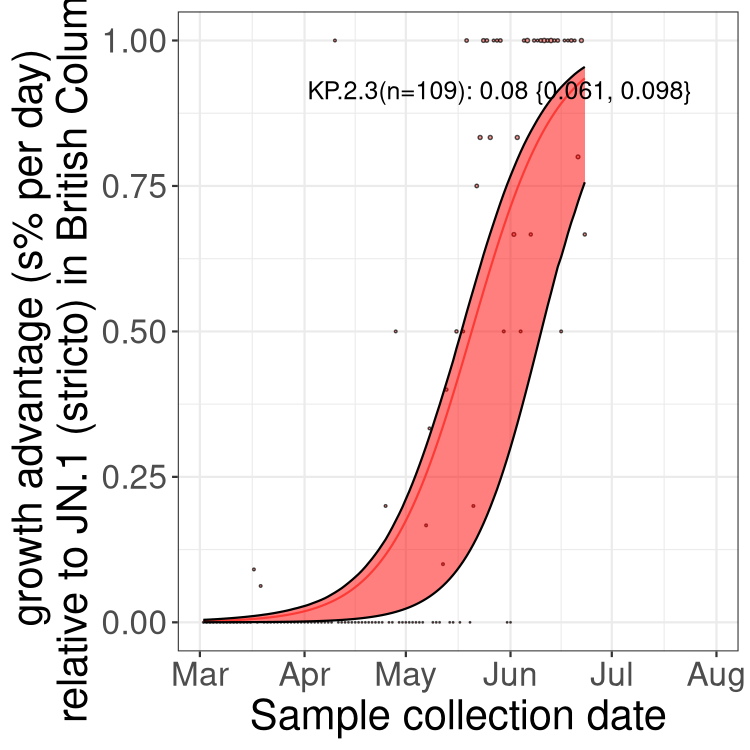 growth advantage (s% per day)
relative to JN.1 (stricto) in British Colum
1.00
0.75
0.50
0.25
0.00
KP.2.3(n=109): 0.08 {0.061, 0.098}
Mar Apr May Jun Jul Aug
Sample collection date